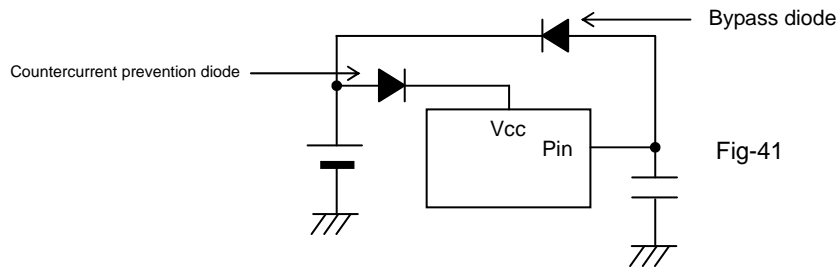 Bypass diode
Countercurrent prevention diode
Vcc
Pin
Fig-41